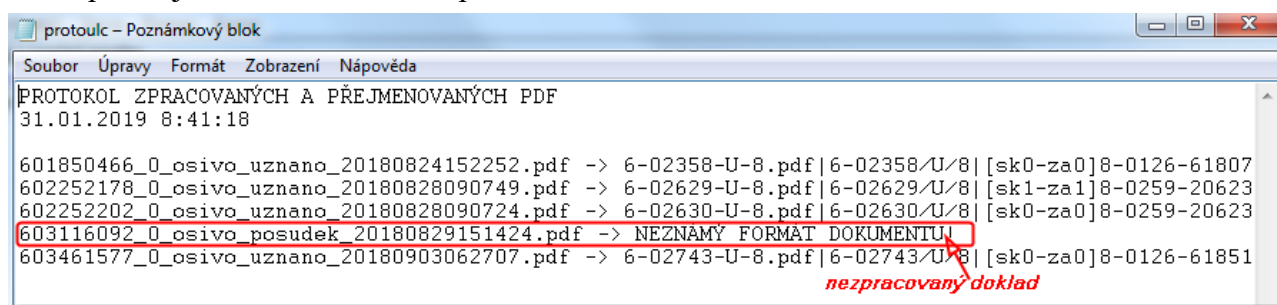 protoulc – Poznámkový blok
Soubor Úpravy Formát Zobrazení Nápověda
PROTOKOL ZPRACOVANÝCH A PŘEJMENOVANÝCH PDF
31.01.2019 8:41:18
601850466_0_osivo_uznano_20180824152252.pdf -> 6-02358-U-8.pdf|6-02358/U/8|[sk0-za0]8-0126-61807
602252178_0_osivo_uznano_20180828090749.pdf -> 6-02629-U-8.pdf|6-02629/U/8|[sk1-za1]8-0259-20623
602252202_0_osivo_uznano_20180828090724.pdf -> 6-02630-U-8.pdf|6-02630/U/8|[sk0-za0]8-0259-20623
603116092_0_osivo_posudek_20180829151424.pdf -> NEZNÁMÝ FORMÁT DOKUMENTU!
603461577_0_osivo_uznano_20180903062707.pdf -> 6-02743-U-8.pdf|6-02743/U/8|[sk0-za0]8-0126-61851
nezpracovaný doklad